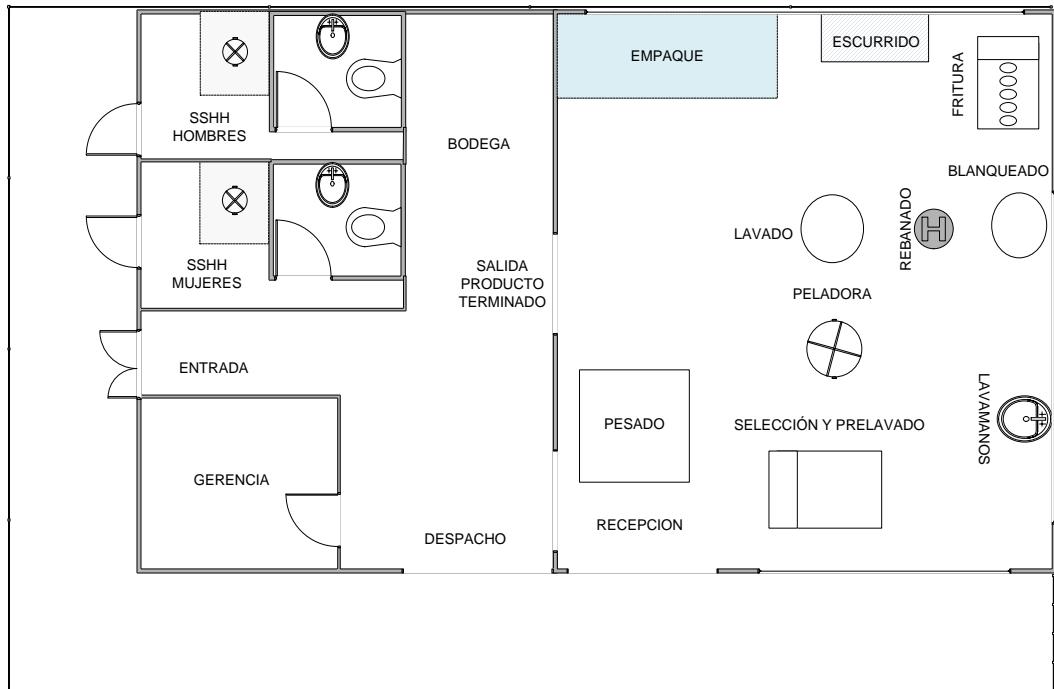 EMPAQUE
ESCURRIDO
FRITURA
SSHH
HOMBRES
BODEGA
BLANQUEADO
LAVADO
REBANADO
SSHH
MUJERES
SALIDA
PRODUCTO
TERMINADO
PELADORA
ENTRADA
LAVAMANOS
PESADO
SELECCIÓN Y PRELAVADO
GERENCIA
RECEPCION
DESPACHO